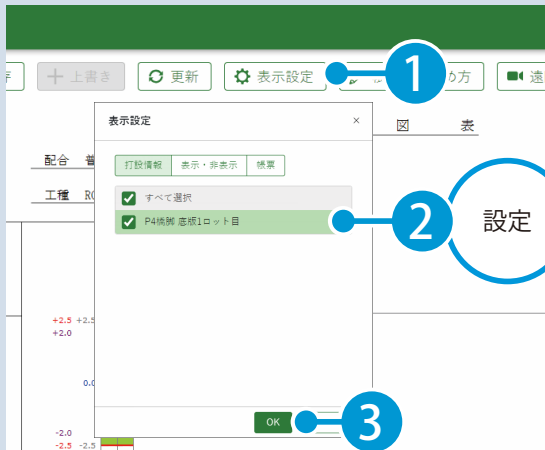 上書き 更新 表示設定 1 め方 遠
表示設定 ×
図 表
配合 普
打設情報 表示・非表示 帳票
工種
すべて選択
P4橋脚 底版1ロット目 2 設定
+2.5 +2.5
+2.0
0.0
OK 3
-2.0
-2.5 -2.5